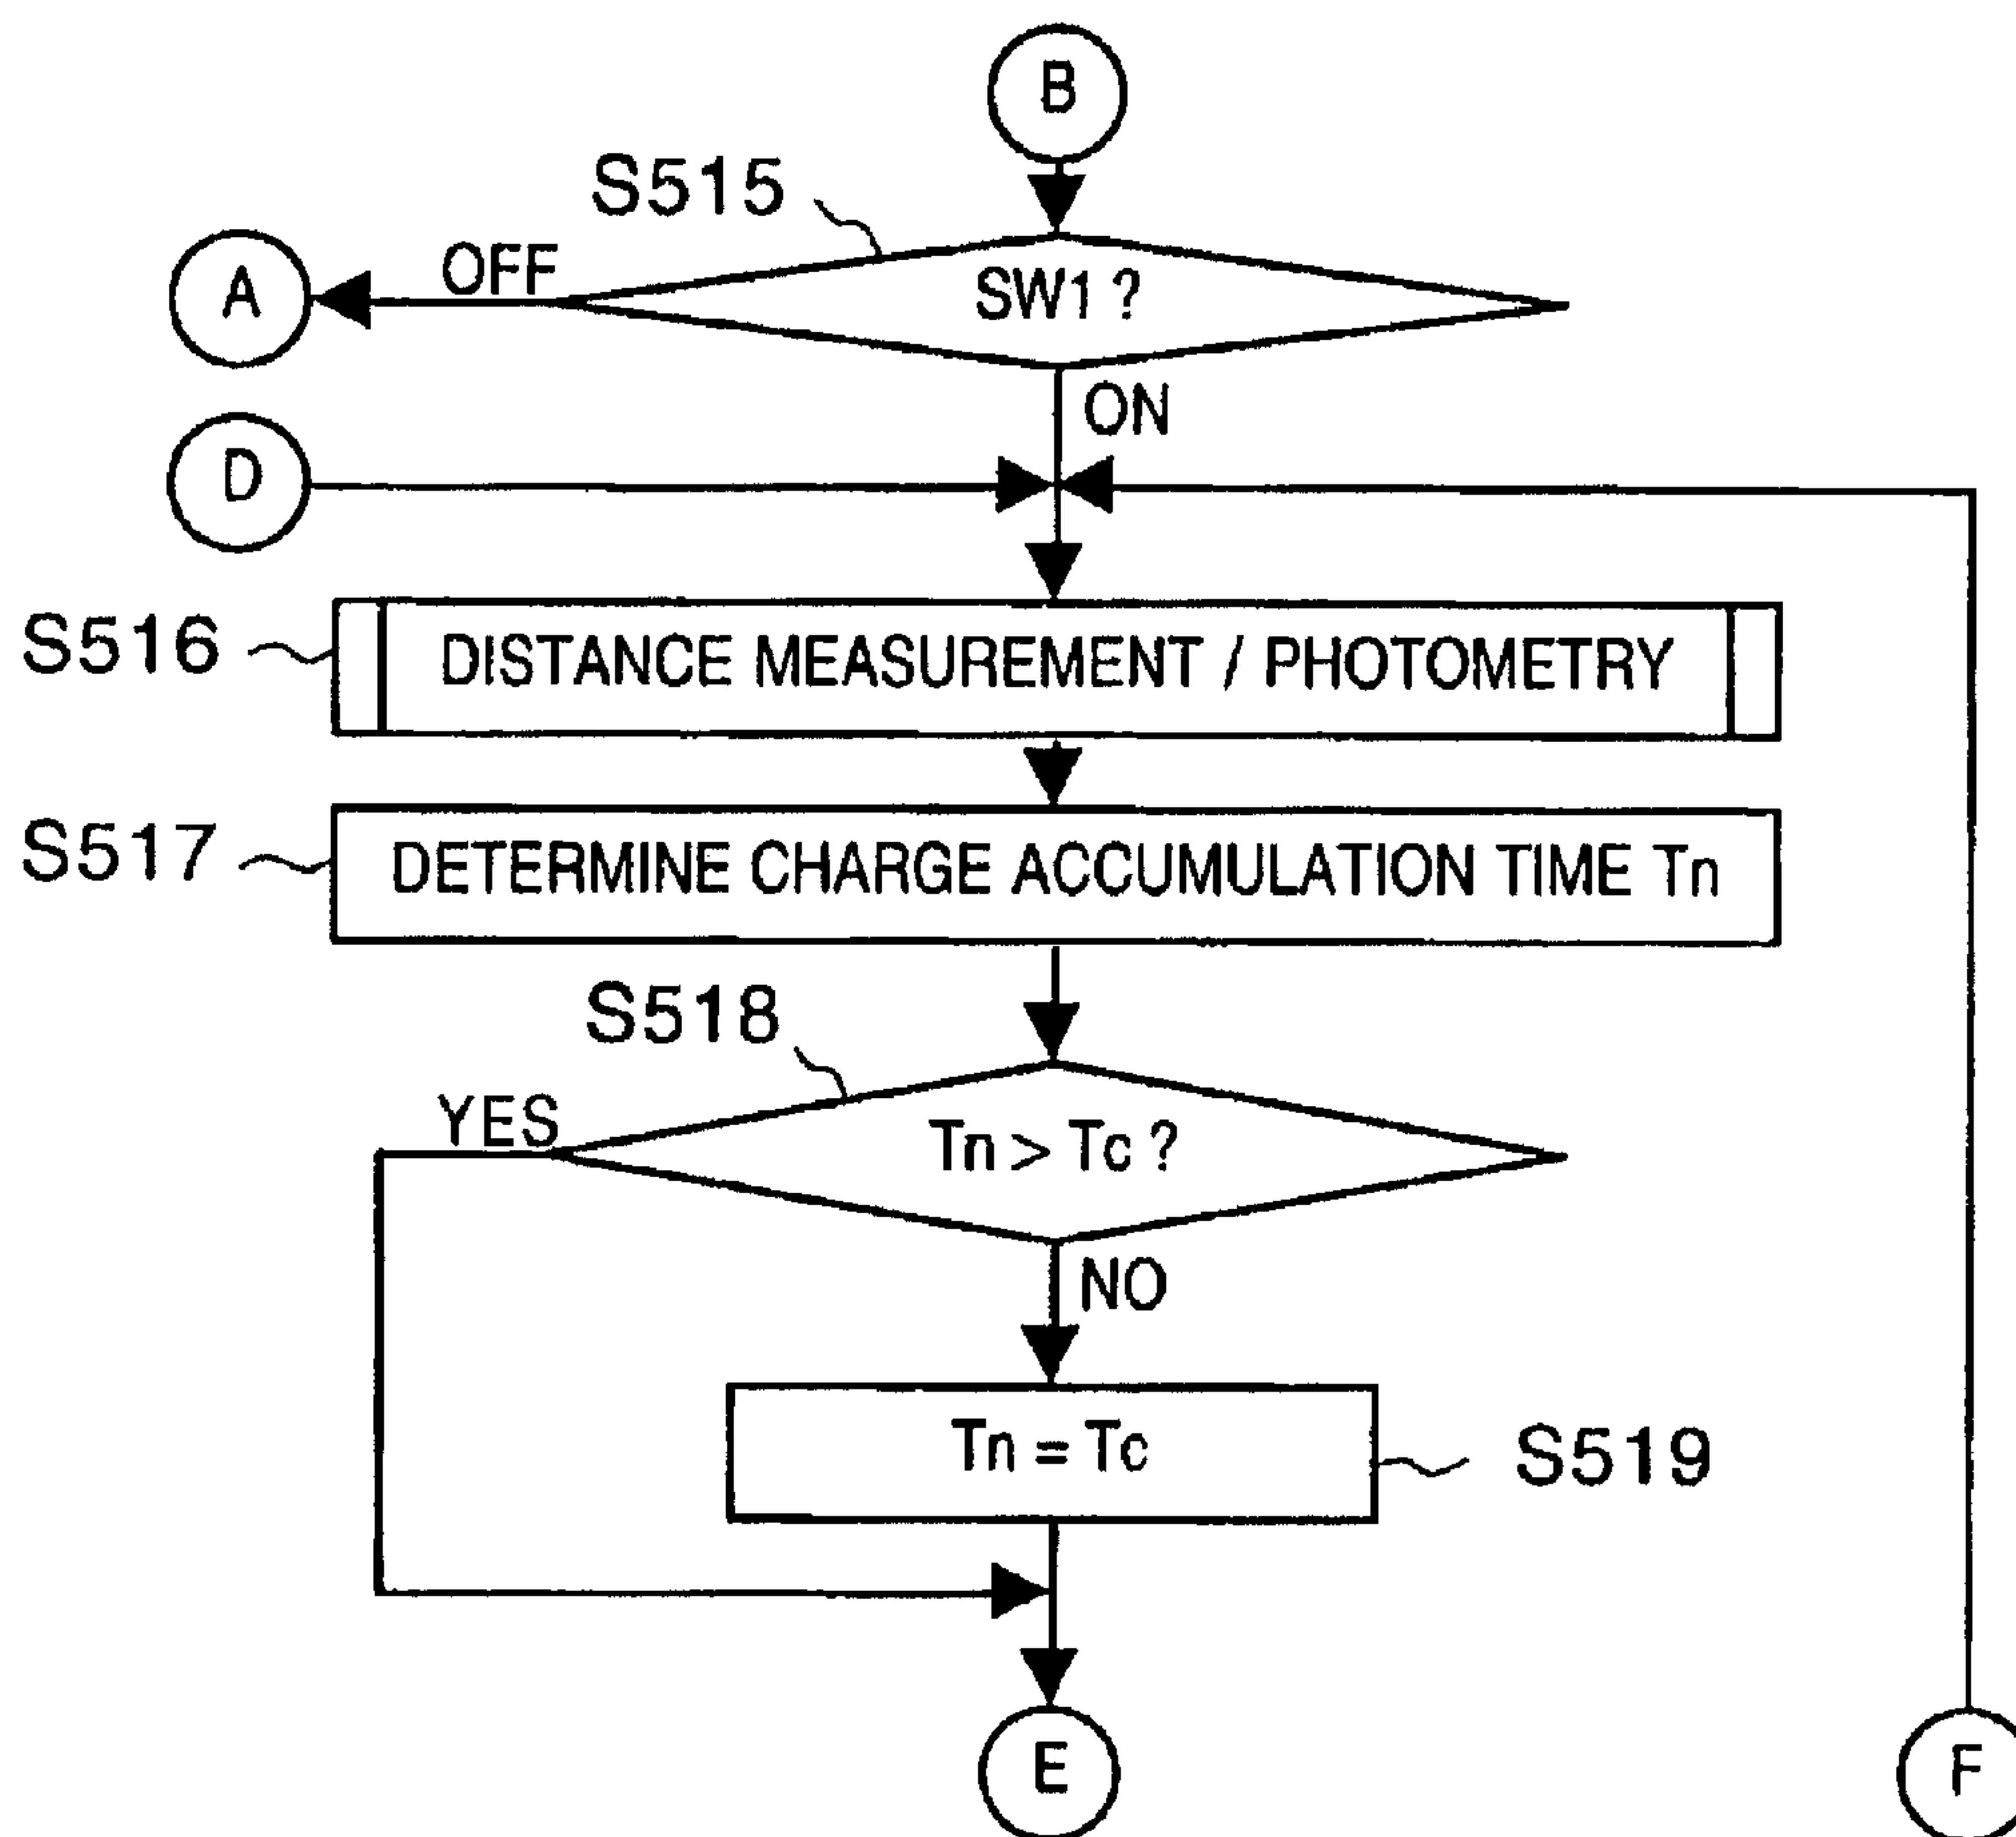 B
S515
OFF
A
SW1 ?
ON
D
S516
DISTANCE MEASUREMENT / PHOTOMETRY
S517
DETERMINE CHARGE ACCUMULATION TIME Tn
S518
YES
Tn > Tc ?
NO
Tn = Tc
S519
E
F